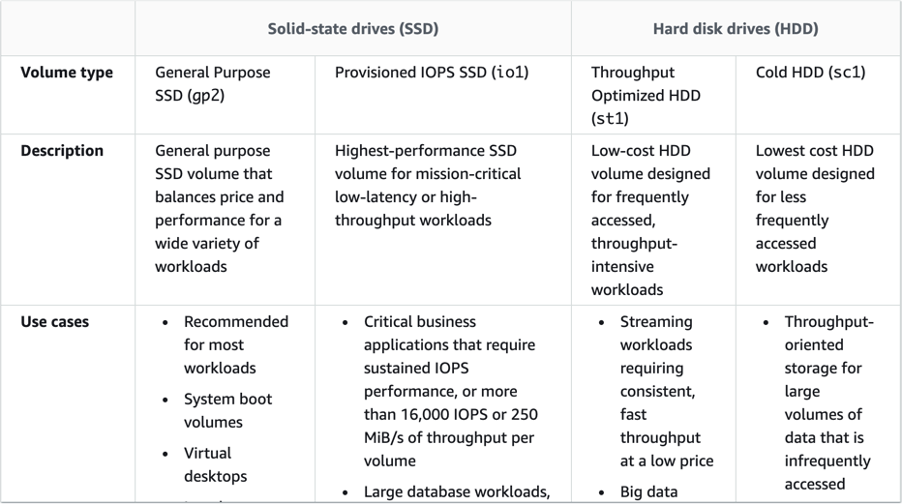 Solid-state drives (SSD)
Hard disk drives (HDD)
Volume type
General Purpose
SSD (gp2)
Provisioned IOPS SSD (io1)
Throughput
Optimized HDD
(st1)
Cold HDD (sc1)
Description
General purpose
SSD volume that
balances price and
performance for a
wide variety of
workloads
Highest-performance SSD
volume for mission-critical
low-latency or high-
throughput workloads
Low-cost HDD
volume designed
for frequently
accessed,
throughput-
intensive
workloads
Lowest cost HDD
volume designed
for less
frequently
accessed
workloads
Use cases
• Recommended
for most
workloads
• System boot
volumes
• Virtual
desktops
• Critical business
applications that require
sustained IOPS
performance, or more
than 16,000 IOPS or 250
MiB/s of throughput per
volume
• Large database workloads,
• Streaming
workloads
requiring
consistent,
fast
throughput
at a low price
• Big data
• Throughput-
oriented
storage for
large
volumes of
data that is
infrequently
accessed